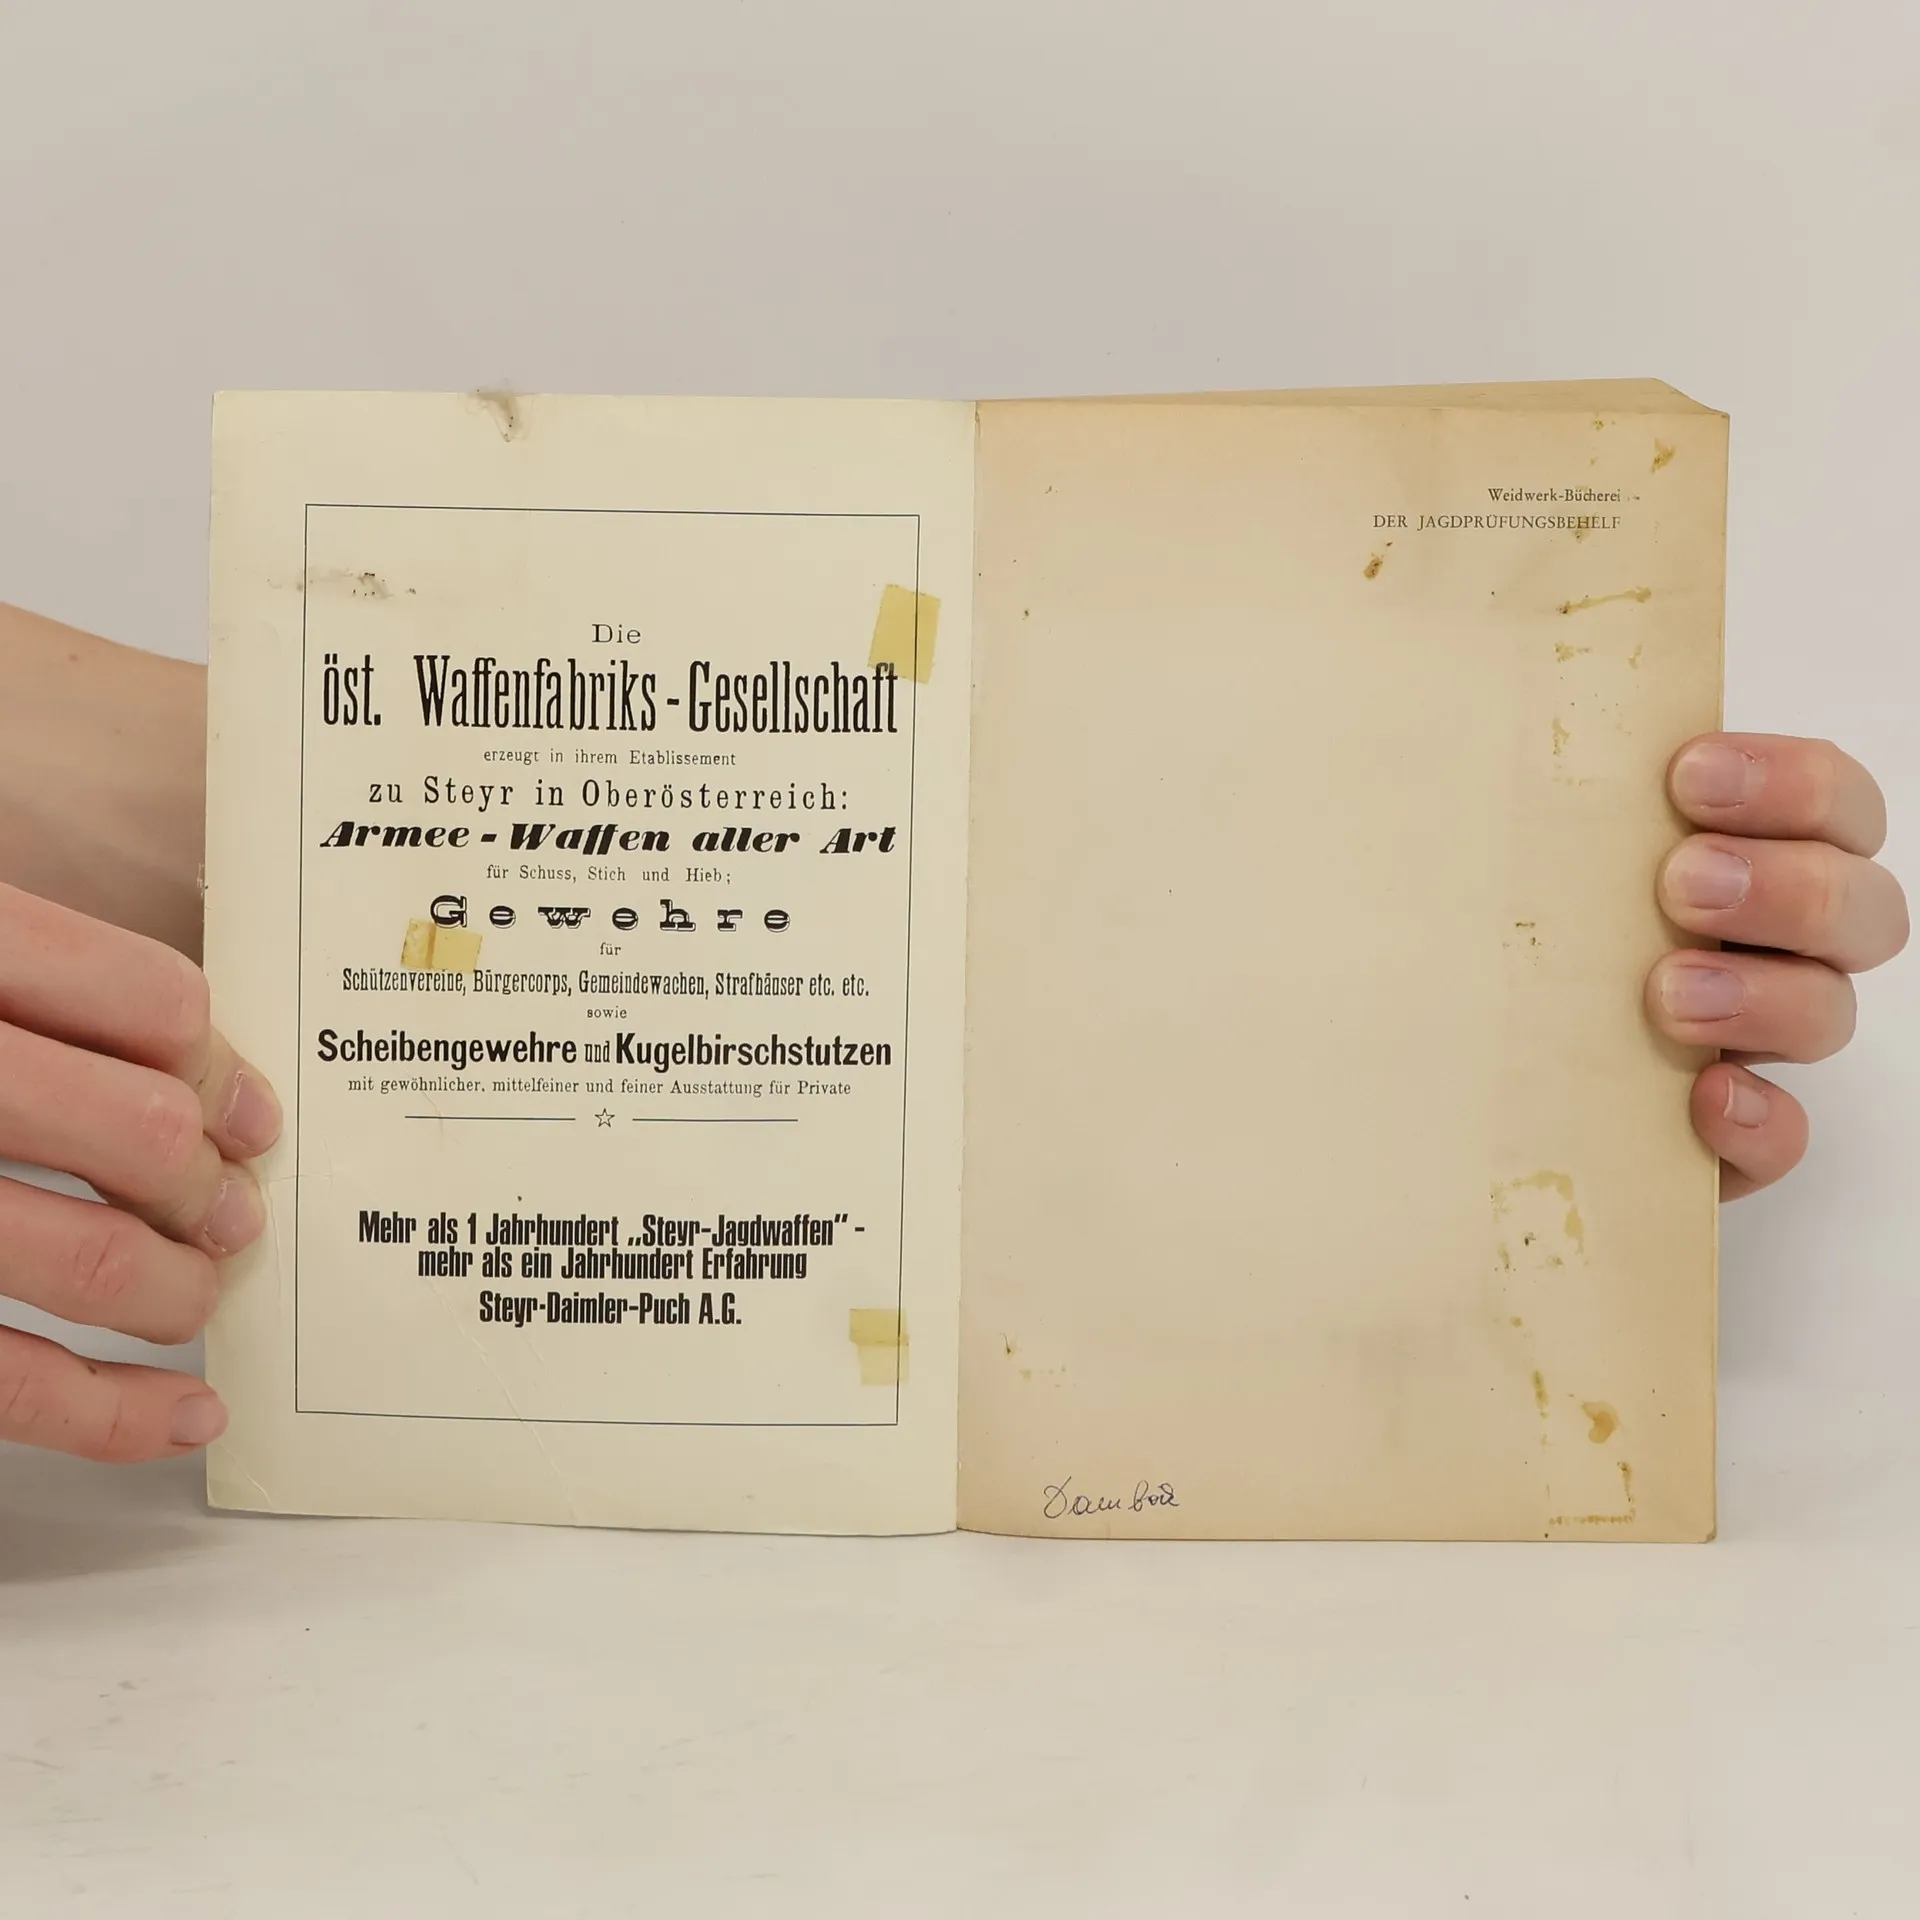 Die
öst. Waffenfabriks-Gesellschaft
erzeugt in ihrem Etablissement
zu Steyr in Oberösterreich:
Armee-Waffen aller Art
für Schuss, Stich und Hieb;
Gewehre
für
Schützenvereine, Bürgercorps, Gemeindewachen, Strafhäuser etc. etc.
sowie
Scheibengewehre und Kugelbirschstutzen
mit gewöhnlicher, mittelfeiner und feiner Ausstattung für Private
Mehr als 1 Jahrhundert „Steyr-Jagdwaffen“ -
mehr als ein Jahrhundert Erfahrung
Steyr-Daimler-Puch A.G.
Weidwerk-Bücherei
DER JAGDPRÜFUNGSBEHELF